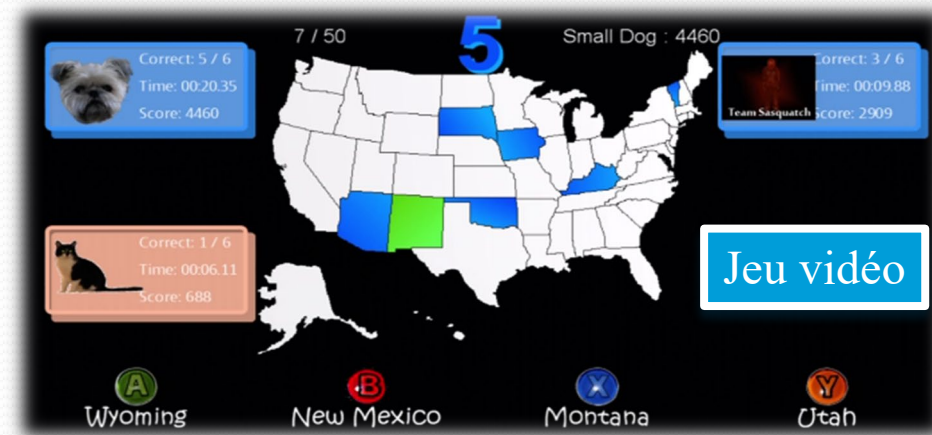 7 / 50
5
Small Dog : 4460
Correct: 5 / 6
Time: 00:20.35
Score: 4460
Correct: 3 / 6
Time: 00:09.88
Team Sasquatch
Score: 2909
Correct: 1 / 6
Time: 00:06.11
Score: 688
Jeu vidéo
A
B
X
Y
Wyoming
New Mexico
Montana
Utah